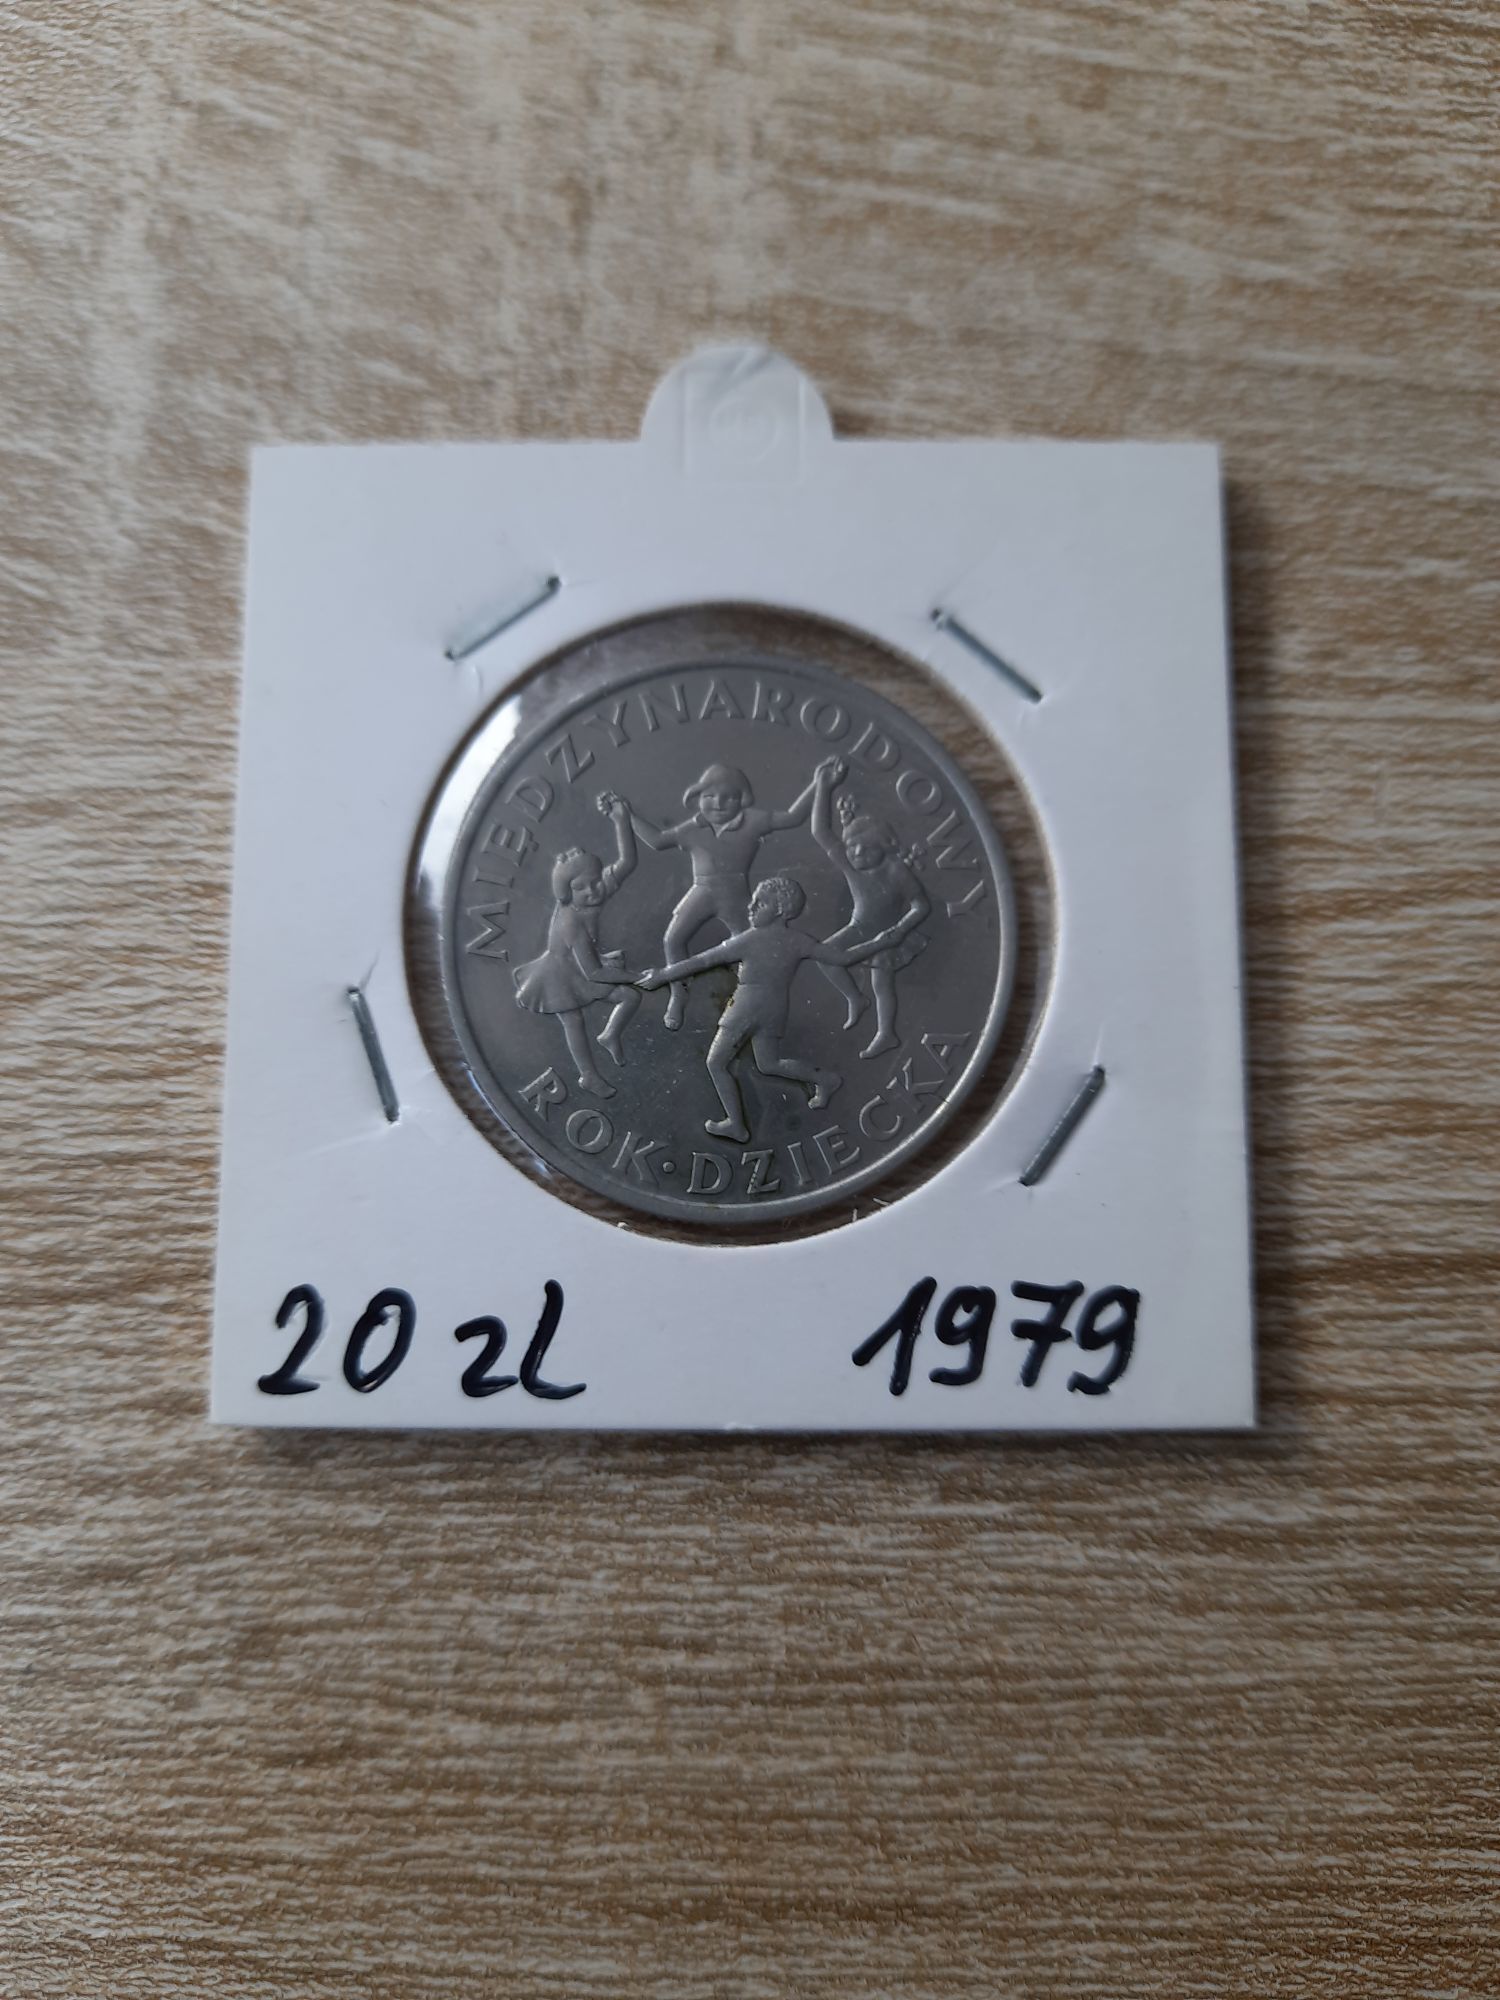 MIĘDZYNARODOWY
ROK·DZIECKA
20 zł 1979